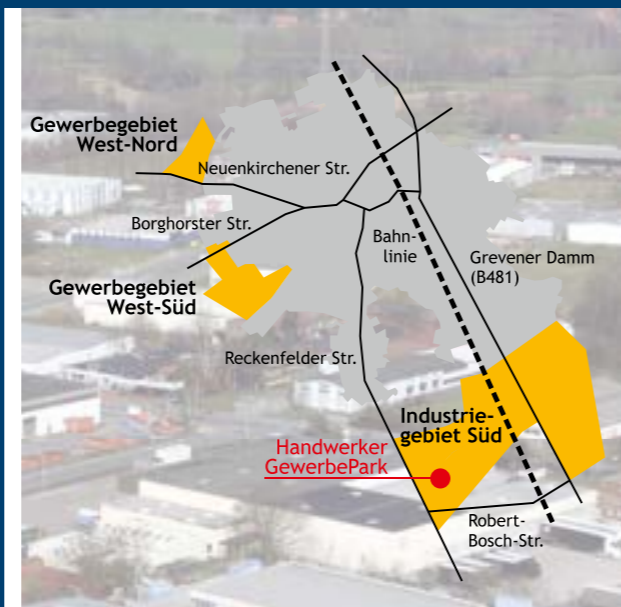 Gewerbegebiet
West-Nord
Neuenkirchener Str.
Borghorster Str.
Bahn-
linie
Grevener Damm
(B481)
Gewerbegebiet
West-Süd
Reckenfelder Str.
Industrie-
gebiet Süd
Handwerker
GewerbePark
Robert-
Bosch-Str.